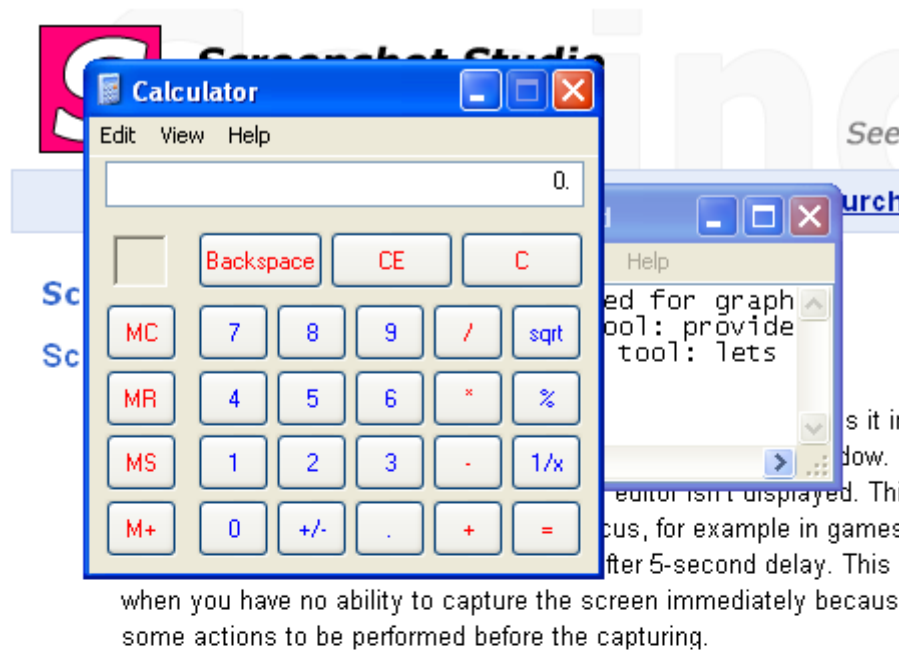 Screenshot Studio
See
Calculator
Edit View Help
0.
urch
Backspace CE C
Help
MC 7 8 9 / sqrt
MR 4 5 6 * %
MS 1 2 3 - 1/x
M+ 0 +/- . + =
Sc
Sc
ed for graph
ool: provide
tool: lets
s it i
dow.
editor isn't displayed. Thi
cus, for example in games
fter 5-second delay. This
when you have no ability to capture the screen immediately becaus
some actions to be performed before the capturing.